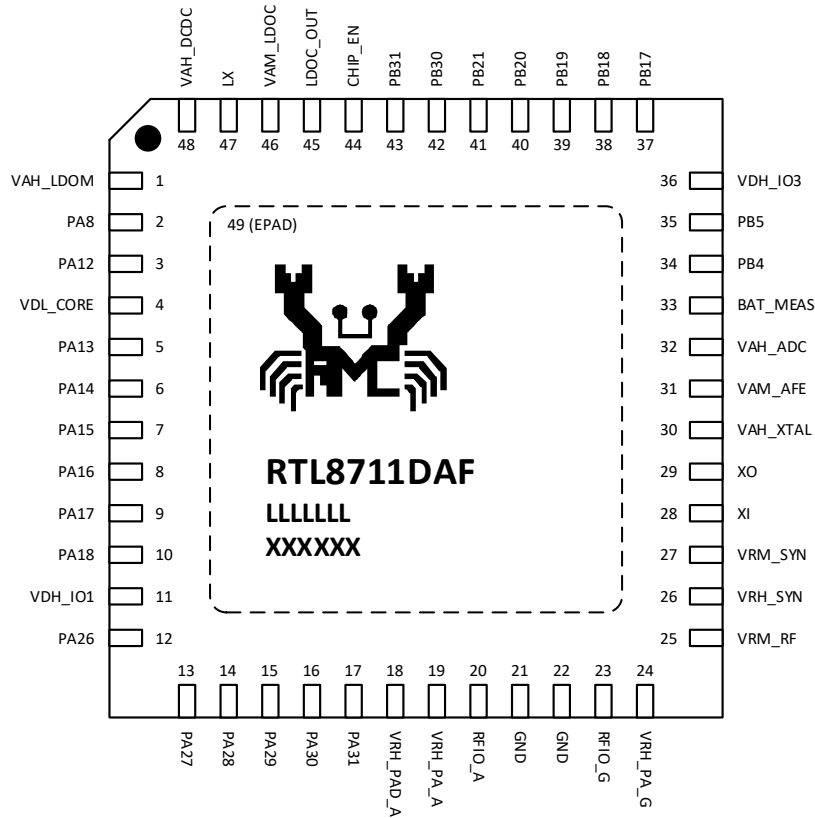 VAH_DCDC
LX
VAM_LDOC
LDOC_OUT
CHIP_EN
PB31
PB30
PB21
PB20
PB19
PB18
PB17
48 47 46 45 44 43 42 41 40 39 38 37
VAH_LDOM 1
PA8 2
PA12 3
VDL_CORE 4
PA13 5
PA14 6
PA15 7
PA16 8
PA17 9
PA18 10
VDH_IO1 11
PA26 12
49 (EPAD)
AMC
RTL8711DAF
LLLLLLL
XXXXXX
36 VDH_IO3
35 PB5
34 PB4
33 BAT_MEAS
32 VAH_ADC
31 VAM_AFE
30 VAH_XTAL
29 XO
28 XI
27 VRM_SYN
26 VRH_SYN
25 VRM_RF
13 14 15 16 17 18 19 20 21 22 23 24
PA27
PA28
PA29
PA30
PA31
VRH_PAD_A
VRH_PA_A
RFIO_A
GND
GND
RFIO_G
VRH_PA_G